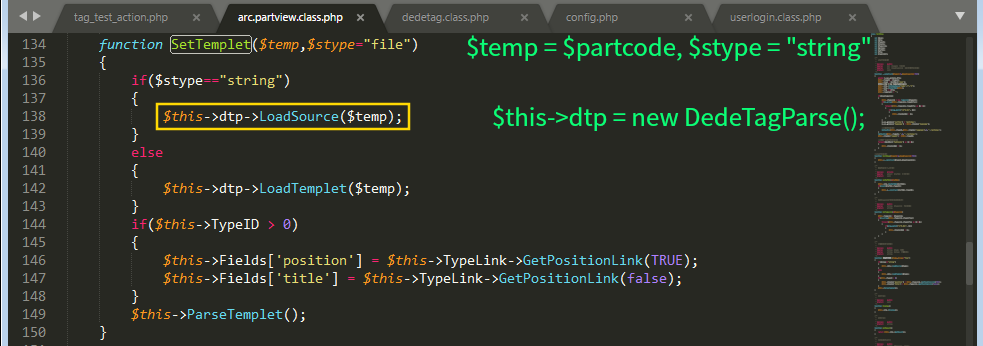 tag_test_action.php × arc.partview.class.php × dedetag.class.php × config.php × userlogin.class.php ×
134 function SetTemplet($temp,$stype="file") $temp = $partcode, $stype = "string"
135 {
136 if($stype=="string")
137 {
138 $this->dtp->LoadSource($temp); $this->dtp = new DedeTagParse();
139 }
140 else
141 {
142 $this->dtp->LoadTemplet($temp);
143 }
144 if($this->TypeID > 0)
145 {
146 $this->Fields['position'] = $this->TypeLink->GetPositionLink(TRUE);
147 $this->Fields['title'] = $this->TypeLink->GetPositionLink(false);
148 }
149 $this->ParseTemplet();
150 }